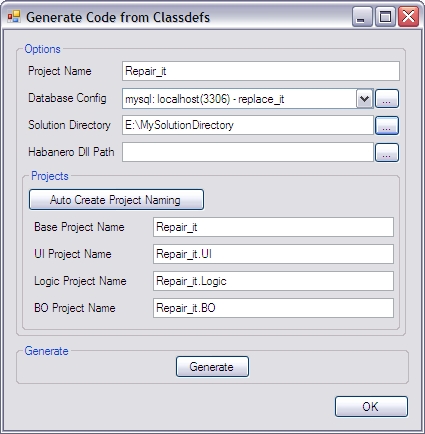 Generate Code from Classdefs
Options
Project Name Repair_it
Database Config mysql: localhost(3306) - replace_it ...
Solution Directory E:\MySolutionDirectory ...
Habanero Dll Path ...
Projects
Auto Create Project Naming
Base Project Name Repair_it
UI Project Name Repair_it.UI
Logic Project Name Repair_it.Logic
BO Project Name Repair_it.BO
Generate
Generate
OK